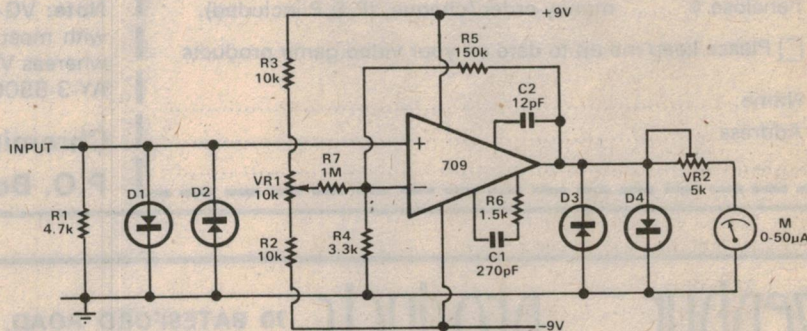 +9V
R5
150k
R3
10k
C2
12pF
INPUT
R7
1M
+
709
VR1
10k
D1
D2
VR2
5k
R1
4.7k
R6
1.5k
D3
D4
R4
3.3k
R2
10k
C1
270pF
M
0-50µA
-9V